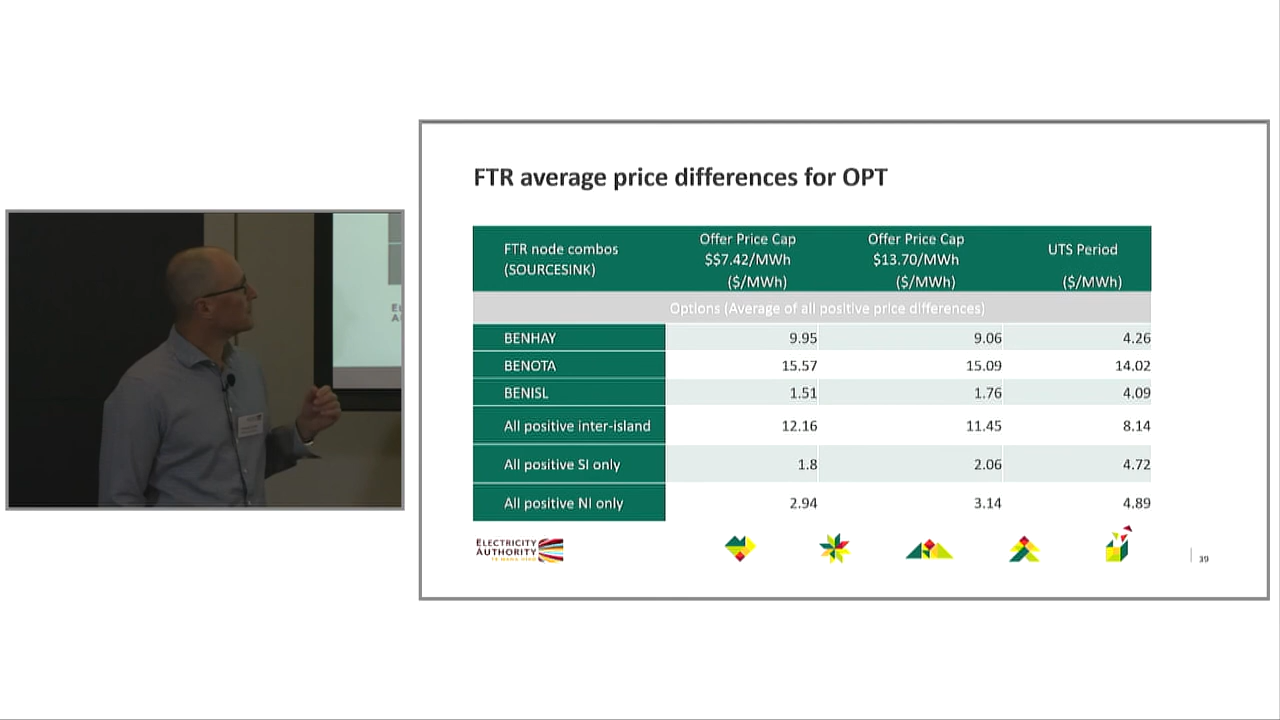 FTR average price differences for OPT
FTR node combos
(SOURCESINK)
Offer Price Cap
$$7.42/MWh
($/MWh)
Offer Price Cap
$13.70/MWh
($/MWh)
UTS Period
($/MWh)
Options (Average of all positive price differences)
BENHAY 9.95 9.06 4.26
BENOTA 15.57 15.09 14.02
BENISL 1.51 1.76 4.09
All positive inter-island 12.16 11.45 8.14
All positive SI only 1.8 2.06 4.72
All positive NI only 2.94 3.14 4.89
ELECTRICITY
AUTHORITY
39